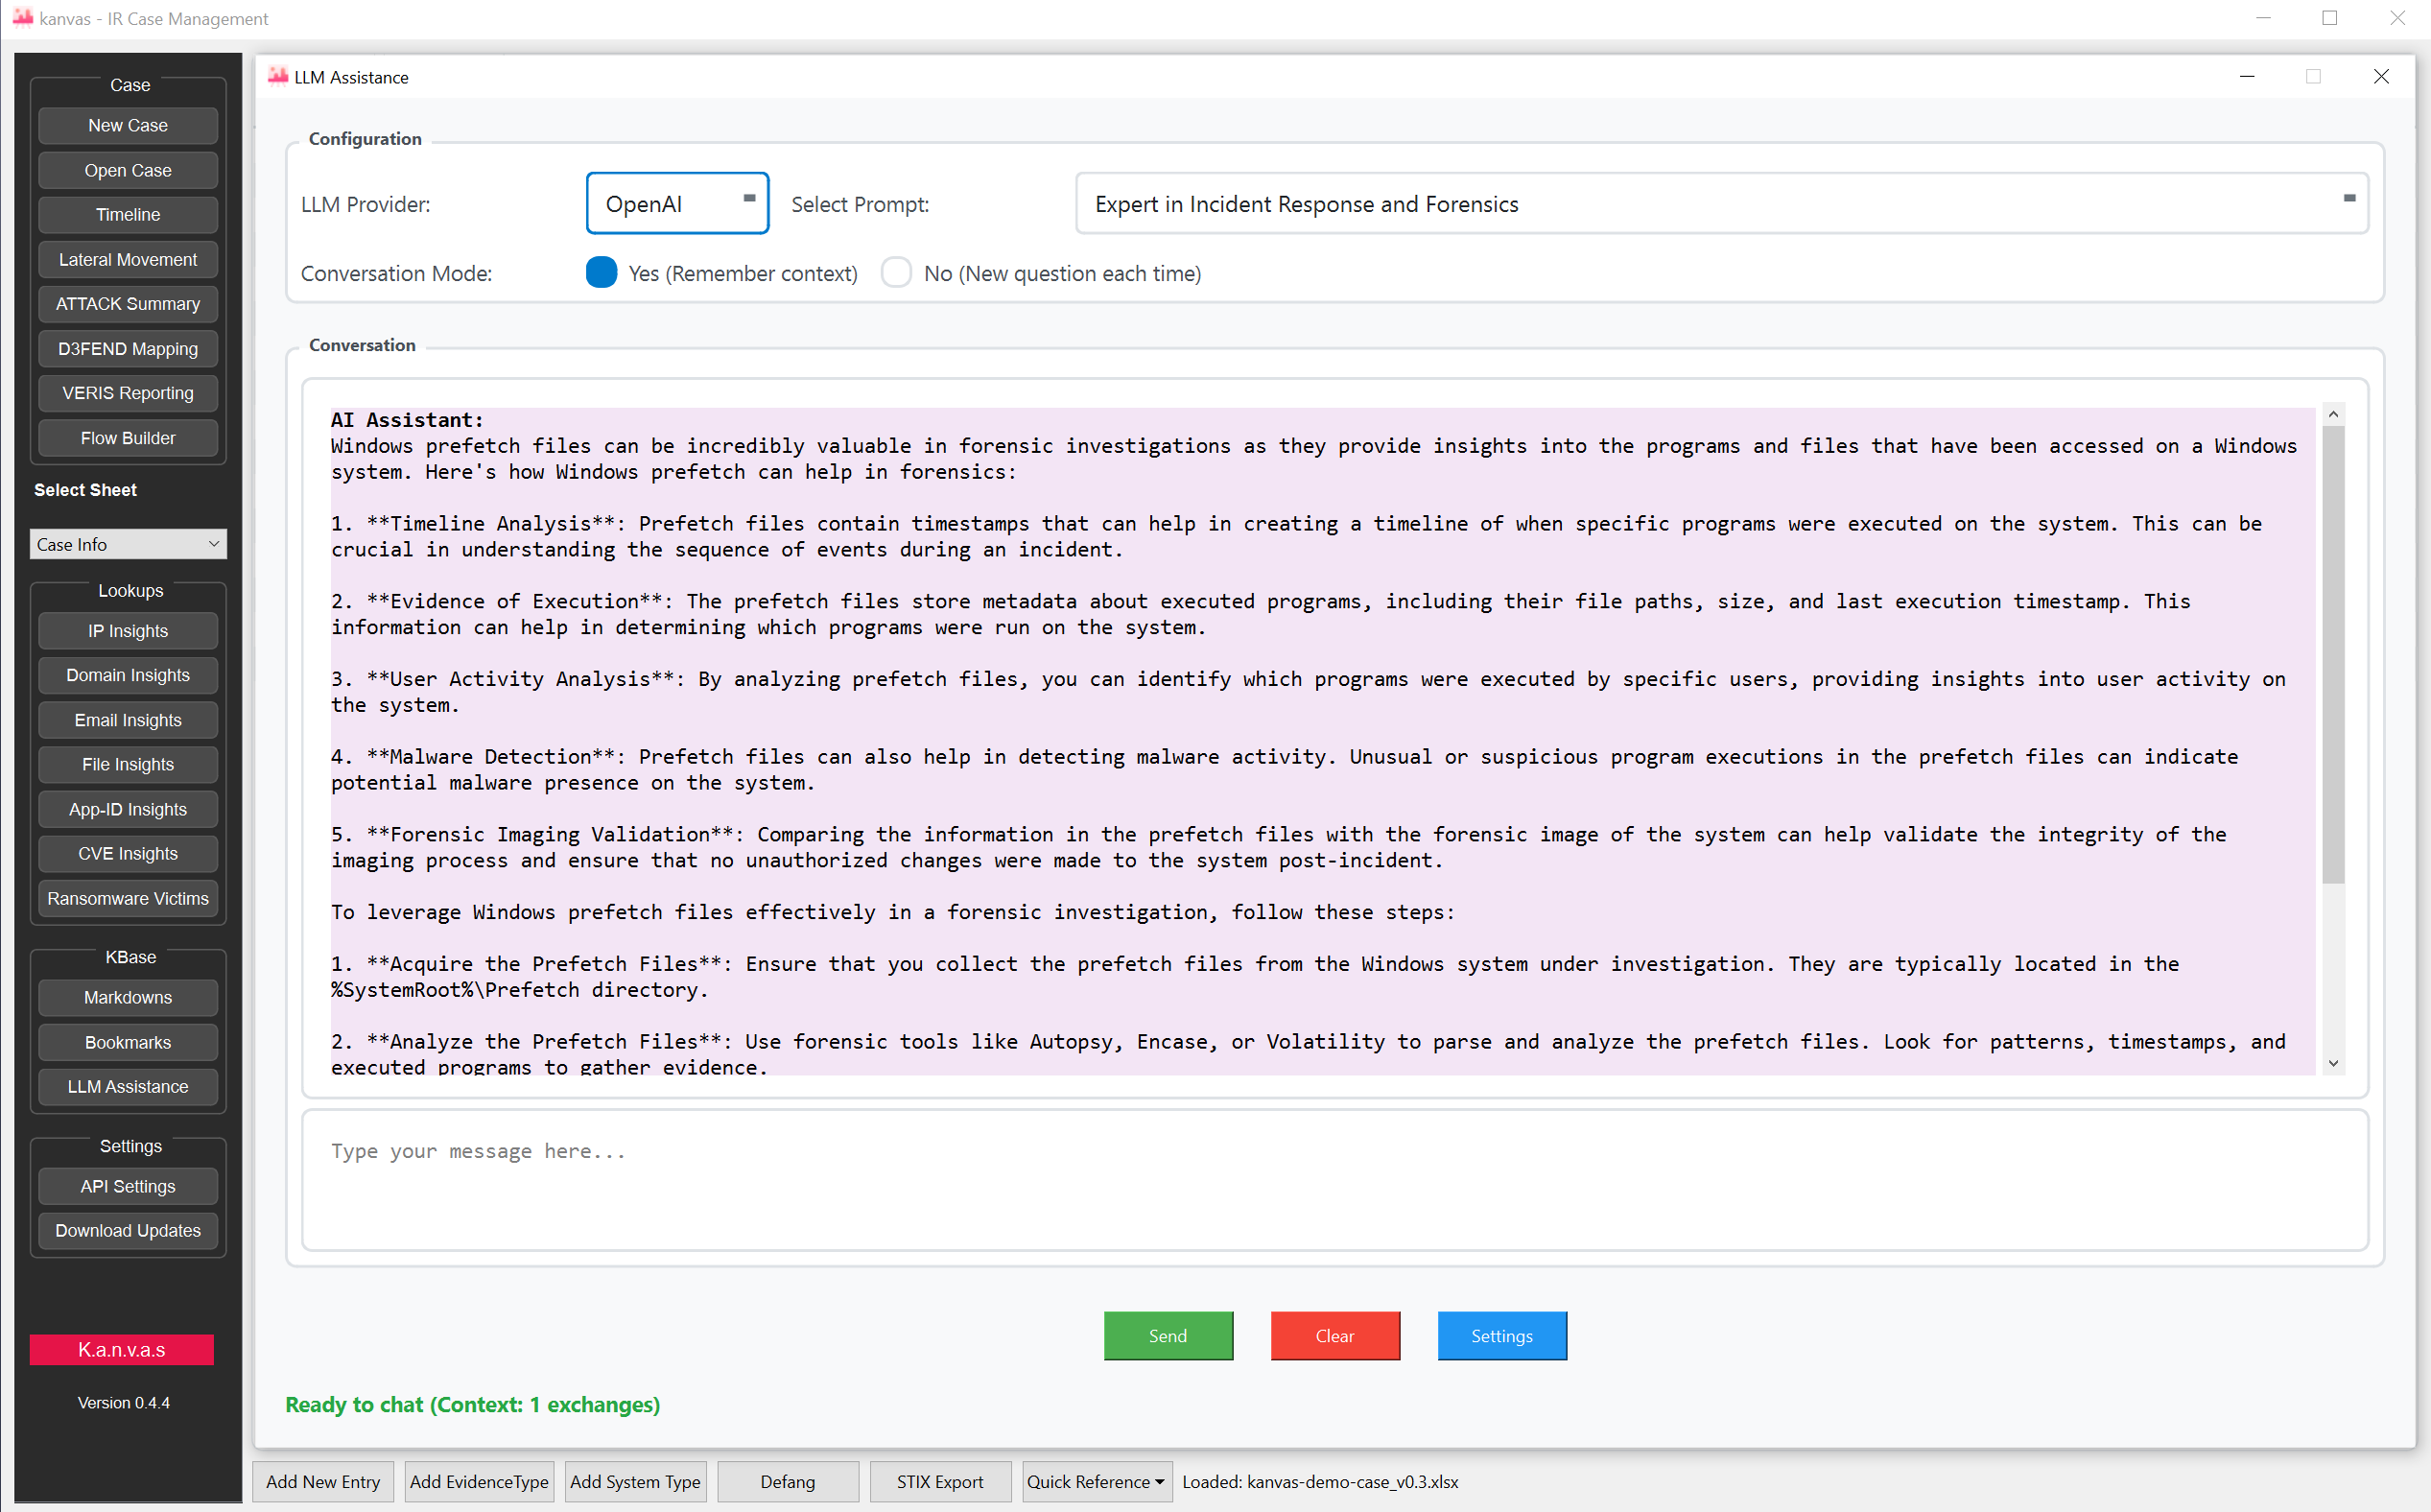 kanvas - IR Case Management
Case
New Case
Open Case
Timeline
Lateral Movement
ATTACK Summary
D3FEND Mapping
VERIS Reporting
Flow Builder
Select Sheet
Case Info
Lookups
IP Insights
Domain Insights
Email Insights
File Insights
App-ID Insights
CVE Insights
Ransomware Victims
KBase
Markdowns
Bookmarks
LLM Assistance
Settings
API Settings
Download Updates
K.a.n.v.a.s
Version 0.4.4
LLM Assistance
Configuration
LLM Provider: OpenAI Select Prompt: Expert in Incident Response and Forensics
Conversation Mode: Yes (Remember context) No (New question each time)
Conversation
AI Assistant:
Windows prefetch files can be incredibly valuable in forensic investigations as they provide insights into the programs and files that have been accessed on a Windows
system. Here's how Windows prefetch can help in forensics:
1. **Timeline Analysis**: Prefetch files contain timestamps that can help in creating a timeline of when specific programs were executed on the system. This can be
crucial in understanding the sequence of events during an incident.
2. **Evidence of Execution**: The prefetch files store metadata about executed programs, including their file paths, size, and last execution timestamp. This
information can help in determining which programs were run on the system.
3. **User Activity Analysis**: By analyzing prefetch files, you can identify which programs were executed by specific users, providing insights into user activity on
the system.
4. **Malware Detection**: Prefetch files can also help in detecting malware activity. Unusual or suspicious program executions in the prefetch files can indicate
potential malware presence on the system.
5. **Forensic Imaging Validation**: Comparing the information in the prefetch files with the forensic image of the system can help validate the integrity of the
imaging process and ensure that no unauthorized changes were made to the system post-incident.
To leverage Windows prefetch files effectively in a forensic investigation, follow these steps:
1. **Acquire the Prefetch Files**: Ensure that you collect the prefetch files from the Windows system under investigation. They are typically located in the
%SystemRoot%\Prefetch directory.
2. **Analyze the Prefetch Files**: Use forensic tools like Autopsy, Encase, or Volatility to parse and analyze the prefetch files. Look for patterns, timestamps, and
executed programs to gather evidence.
Type your message here...
Send Clear Settings
Ready to chat (Context: 1 exchanges)
Add New Entry Add EvidenceType Add System Type Defang STIX Export Quick Reference Loaded: kanvas-demo-case_v0.3.xlsx